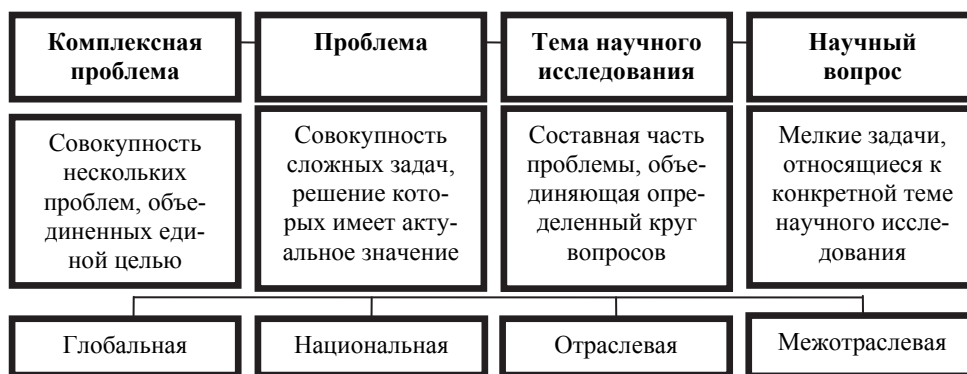 Комплексная
проблема
Проблема
Тема научного
исследования
Научный
вопрос
Совокупность
нескольких
проблем, объе-
диненных еди-
ной целью
Совокупность
сложных задач,
решение кото-
рых имеет акту-
альное значение
Составная часть
проблемы, объе-
диняющая опре-
деленный круг
вопросов
Мелкие задачи,
относящиеся к
конкретной теме
научного иссле-
дования
Глобальная
Национальная
Отраслевая
Межотраслевая